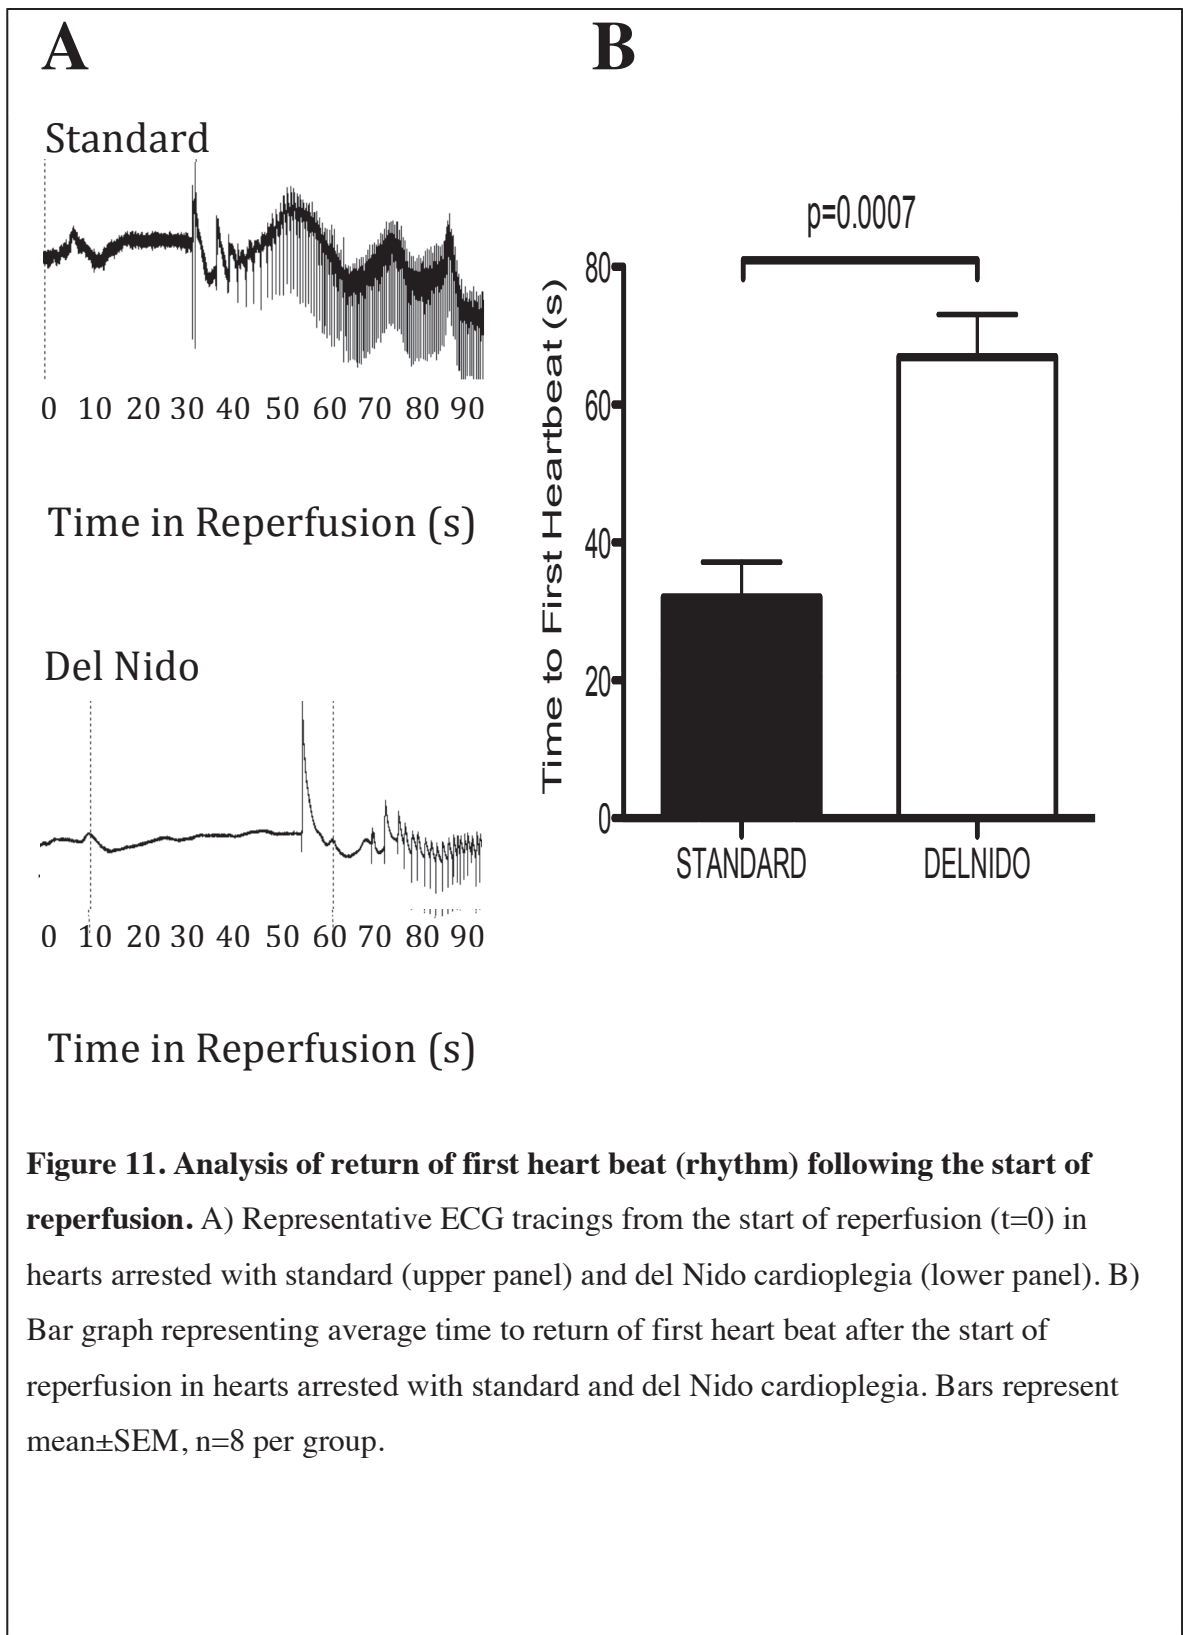 A
Standard
0 10 20 30 40 50 60 70 80 90
Time in Reperfusion (s)
Del Nido
0 10 20 30 40 50 60 70 80 90
Time in Reperfusion (s)
B
p=0.0007
Time to First Heartbeat (s)
80
60
40
20
0
STANDARD DELNIDO
Figure 11. Analysis of return of first heart beat (rhythm) following the start of
reperfusion. A) Representative ECG tracings from the start of reperfusion (t=0) in
hearts arrested with standard (upper panel) and del Nido cardioplegia (lower panel). B)
Bar graph representing average time to return of first heart beat after the start of
reperfusion in hearts arrested with standard and del Nido cardioplegia. Bars represent
mean±SEM, n=8 per group.